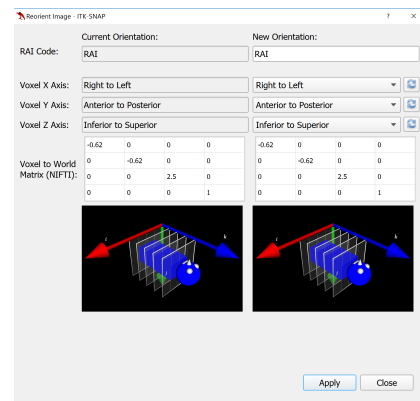 Reorient Image - ITK-SNAP ? ×
Current Orientation: New Orientation:
RAI Code: RAI RAI
Voxel X Axis: Right to Left Right to Left
Voxel Y Axis: Anterior to Posterior Anterior to Posterior
Voxel Z Axis: Inferior to Superior Inferior to Superior
-0.62 0 0 0 -0.62 0 0 0
Voxel to World 0 -0.62 0 0 0 -0.62 0 0
Matrix (NIFTI): 0 0 2.5 0 0 0 2.5 0
0 0 0 1 0 0 0 1
i k i k
Apply Close